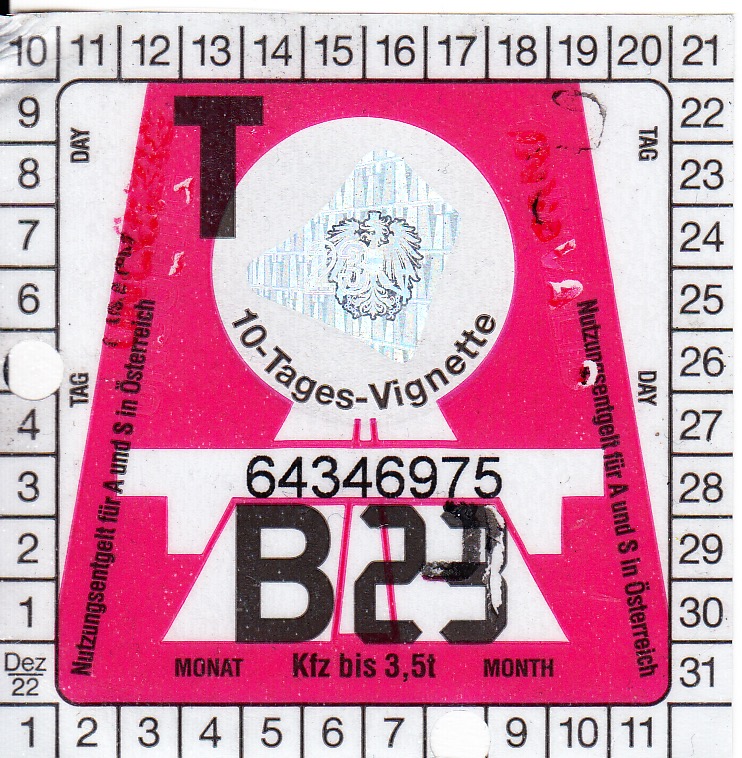 10 11 12 13 14 15 16 17 18 19 20 21
9 DAY T TAG 22
8 23
7 24
6 25
10-Tages-Vignette
TAG DAY 26
4 27
3 64346975 28
2 B23 29
1 30
Nutzungsentgelt für A und S in Österreich
Nutzungsentgelt für A und S in Österreich
Dez 22 MONAT Kfz bis 3,5t MONTH 31
1 2 3 4 5 6 7 9 10 11